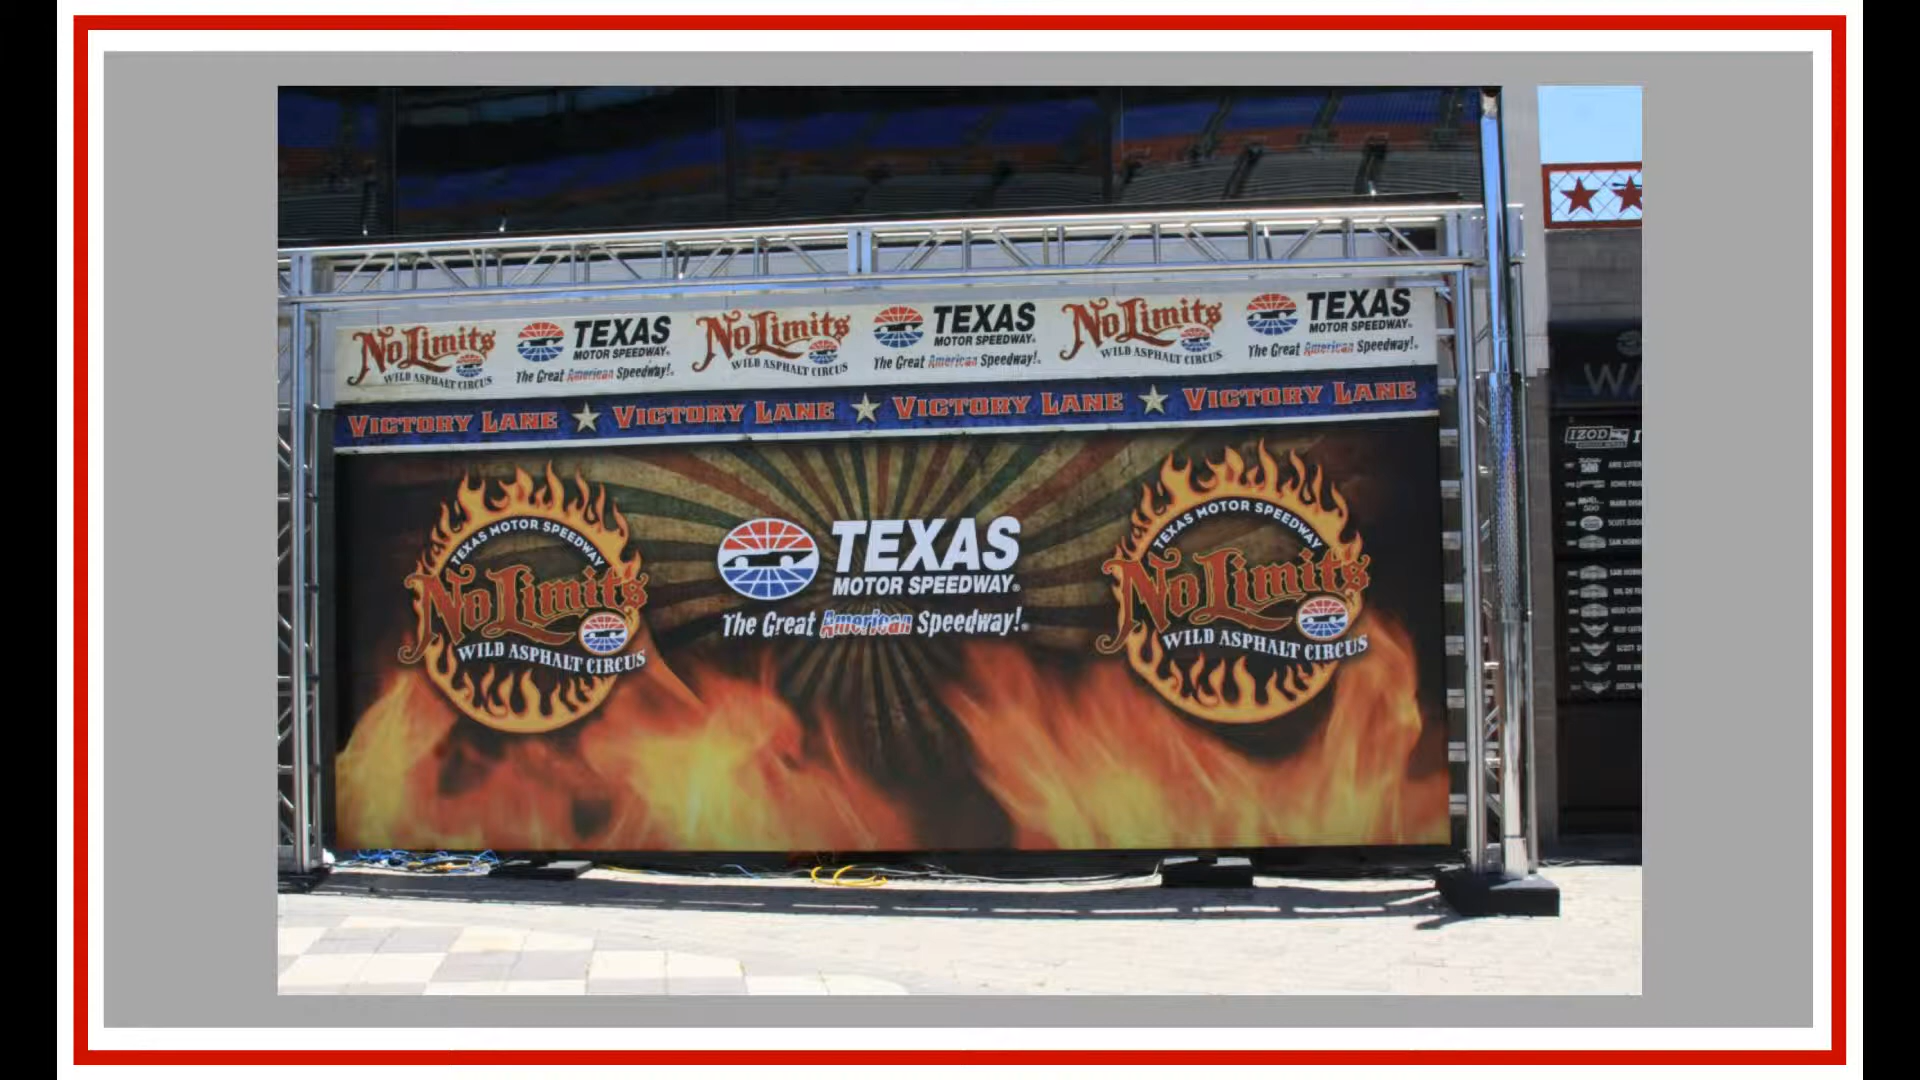 No Limits
WILD ASPHALT CIRCUS
TEXAS
MOTOR SPEEDWAY®
The Great American Speedway!®
No Limits
WILD ASPHALT CIRCUS
TEXAS
MOTOR SPEEDWAY®
The Great American Speedway!®
No Limits
WILD ASPHALT CIRCUS
TEXAS
MOTOR SPEEDWAY®
The Great American Speedway!®
VICTORY LANE ★ VICTORY LANE ★ VICTORY LANE ★ VICTORY LANE
TEXAS MOTOR SPEEDWAY
No Limits
WILD ASPHALT CIRCUS
TEXAS
MOTOR SPEEDWAY®
The Great American Speedway!®
TEXAS MOTOR SPEEDWAY
No Limits
WILD ASPHALT CIRCUS
WA
IZOD